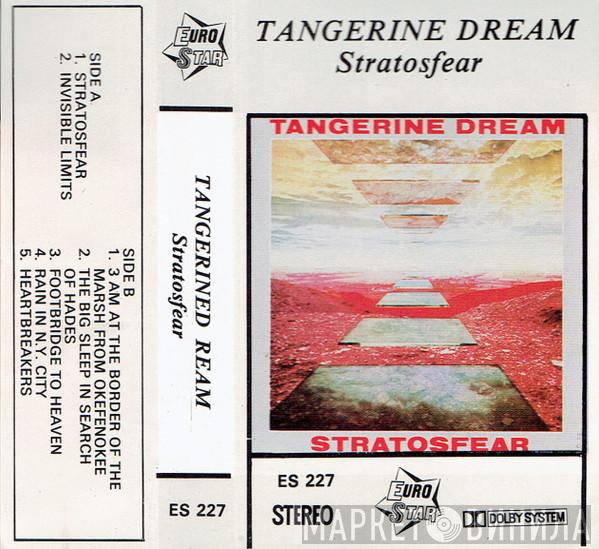 SIDE A.
1. STRATOSFEAR
2. INVISIBLE LIMITS
SIDE B
1. 3 AM AT THE BORDER OF THE
MARSH FROM OKEFENOKEE
2. THE BIG SLEEP IN SEARCH
OF HADES
3. FOOTBRIDGE TO HEAVEN
4. RAIN IN N.Y. CITY
5. HEARTBREAKERS
EURO
STAR
TANGERINED REAM
Stratosfear
ES 227
TANGERINE DREAM
Stratosfear
TANGERINE DREAM
STRATOSFEAR
ES 227
STEREO
EURO
STAR
DOLBY SYSTEM
МАРКЕТ ВИНИЛА